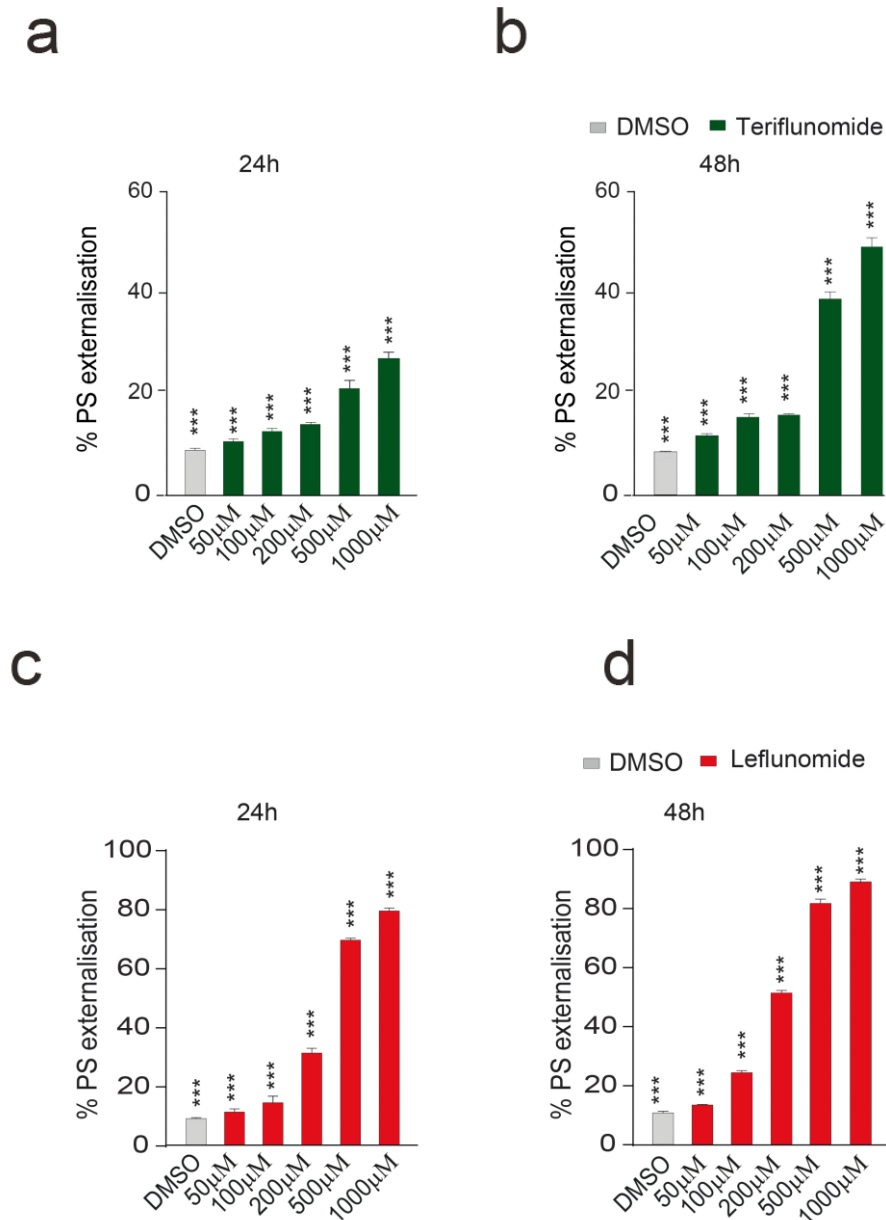 a
b
DMSO Teriflunomide
24h
48h
% PS externalisation
60
40
20
0
*** *** *** *** *** ***
DMSO 50µM 100µM 200µM 500µM 1000µM
% PS externalisation
60
40
20
0
*** *** *** *** *** ***
DMSO 50µM 100µM 200µM 500µM 1000µM
c
d
DMSO Leflunomide
24h
48h
% PS externalisation
100
80
60
40
20
0
*** *** *** *** *** ***
DMSO 50µM 100µM 200µM 500µM 1000µM
% PS externalisation
100
80
60
40
20
0
*** *** *** *** *** ***
DMSO 50µM 100µM 200µM 500µM 1000µM